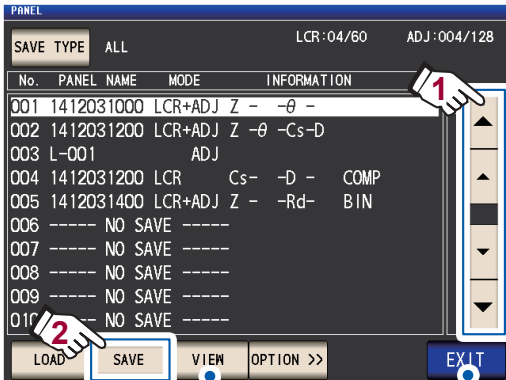 PANEL
SAVE TYPE ALL LCR:04/60 ADJ:004/128
No. PANEL NAME MODE INFORMATION
001 1412031000 LCR+ADJ Z - -θ -
002 1412031200 LCR+ADJ Z -θ -Cs-D
003 L-001 ADJ
004 1412031200 LCR Cs- -D - COMP
005 1412031400 LCR+ADJ Z - -Rd- BIN
006 ----- NO SAVE -----
007 ----- NO SAVE -----
008 ----- NO SAVE -----
009 ----- NO SAVE -----
010 ----- NO SAVE -----
1
2
LOAD SAVE VIEW OPTION >> EXIT